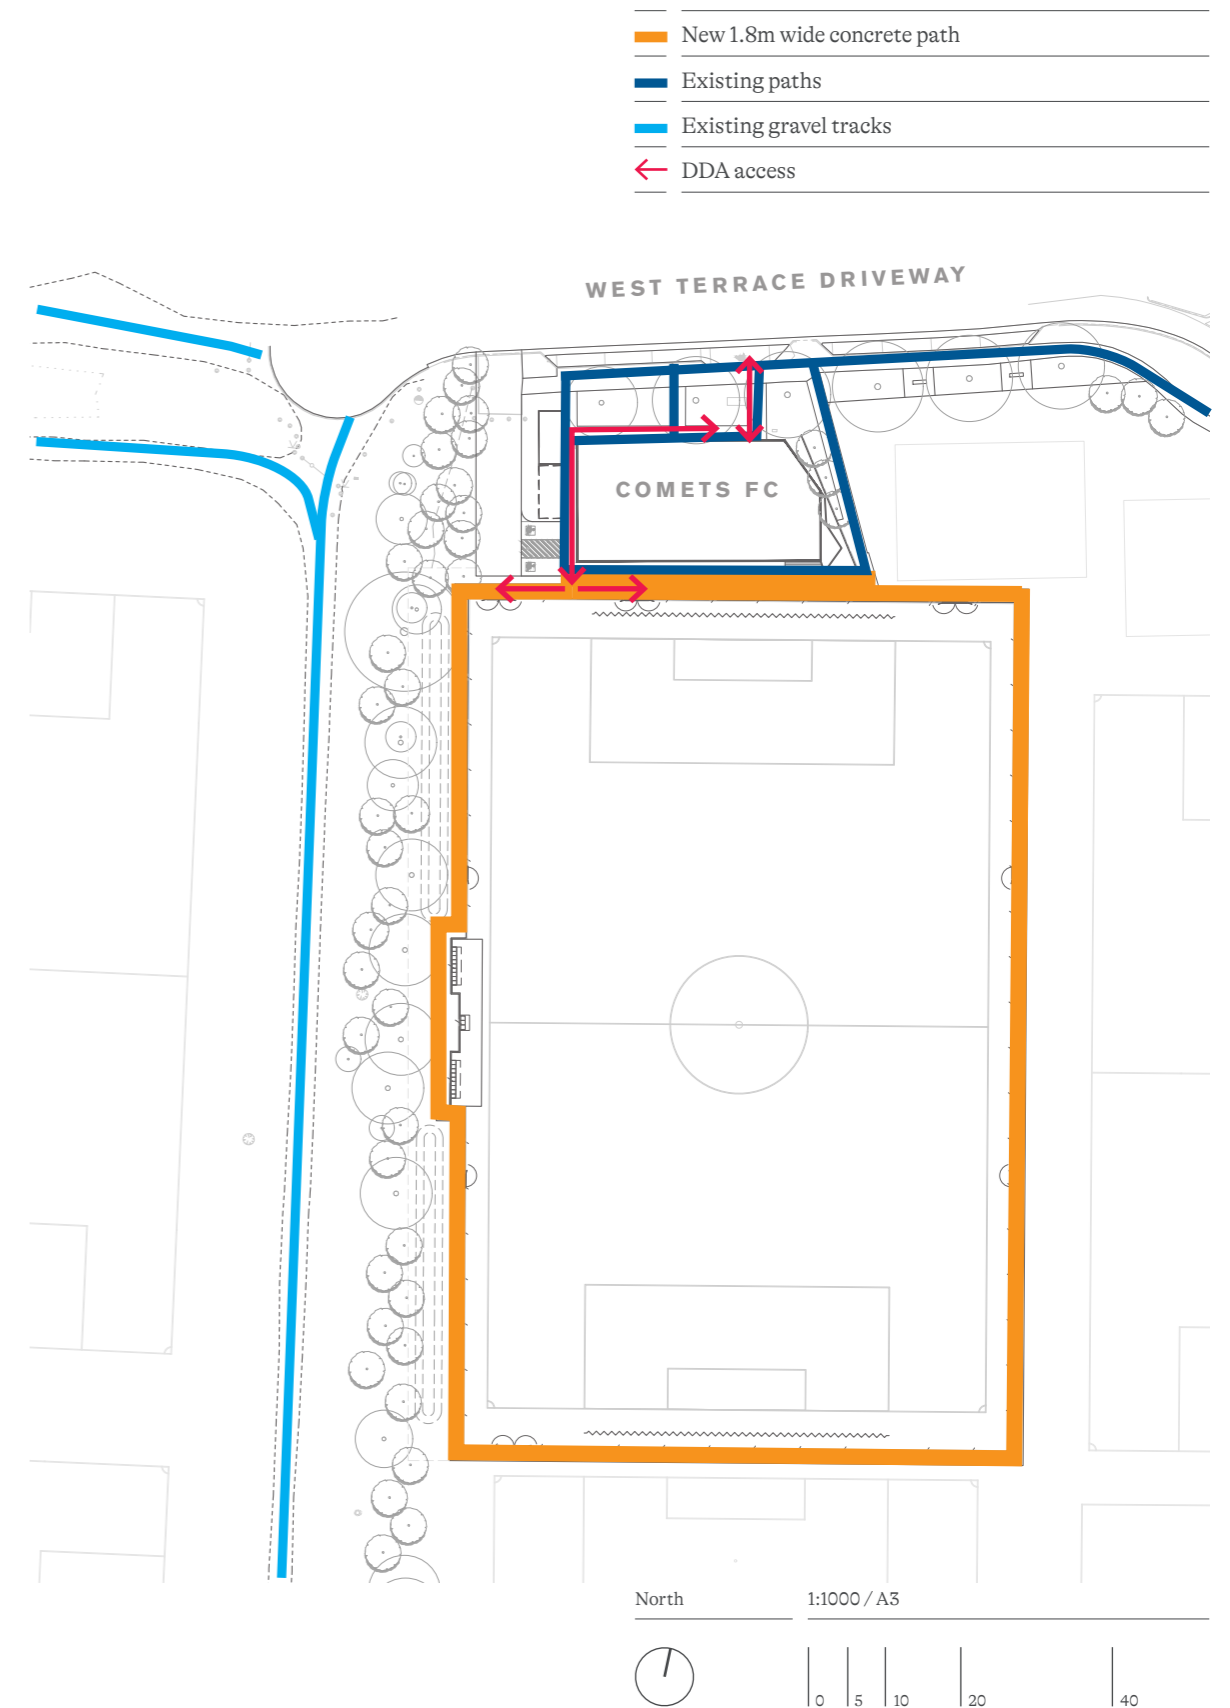 New 1.8m wide concrete path
Existing paths
Existing gravel tracks
DDA access
WEST TERRACE DRIVEWAY
COMETS FC
North
1:1000 / A3
0 5 10 20 40